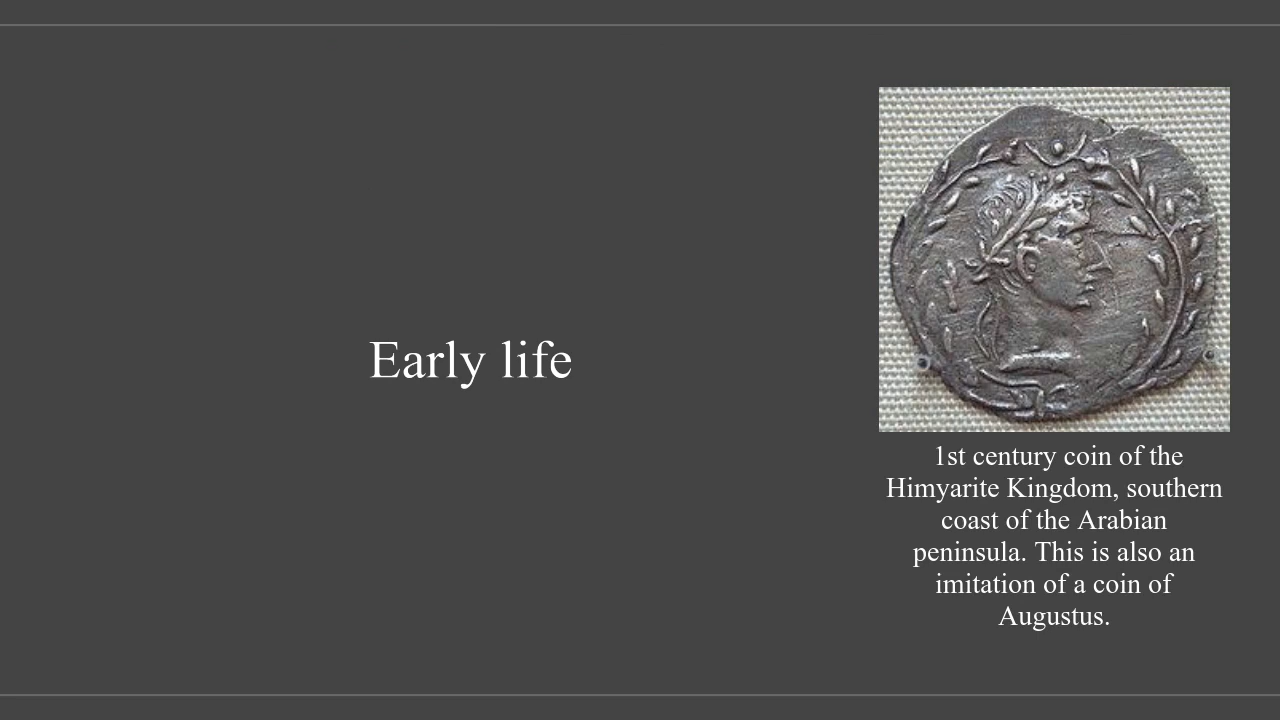 Early life
1st century coin of the
Himyarite Kingdom, southern
coast of the Arabian
peninsula. This is also an
imitation of a coin of
Augustus.